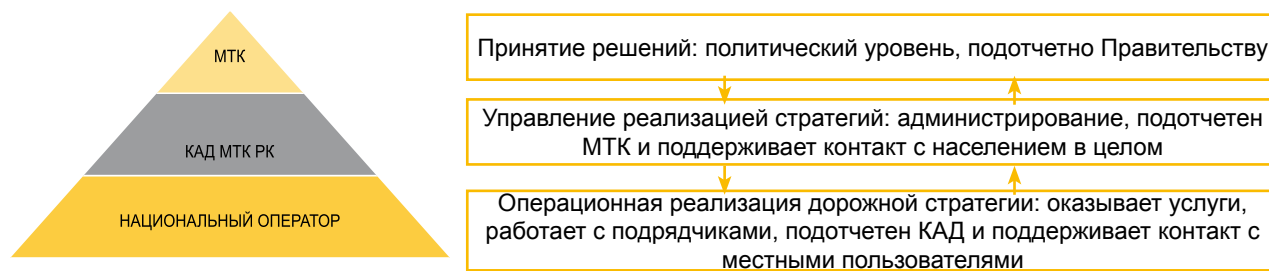 МТК
Принятие решений: политический уровень, подотчетно Правительству
КАД МТК РК
Управление реализацией стратегий: администрирование, подотчетен
МТК и поддерживает контакт с населением в целом
НАЦИОНАЛЬНЫЙ ОПЕРАТОР
Операционная реализация дорожной стратегии: оказывает услуги,
работает с подрядчиками, подотчетен КАД и поддерживает контакт с
местными пользователями